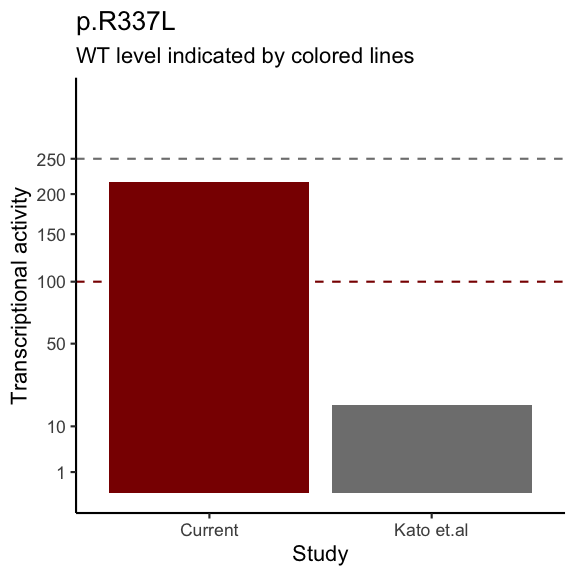 p.R337L
WT level indicated by colored lines
Transcriptional activity
250
200
150
100
50
10
1
Current
Kato et.al
Study